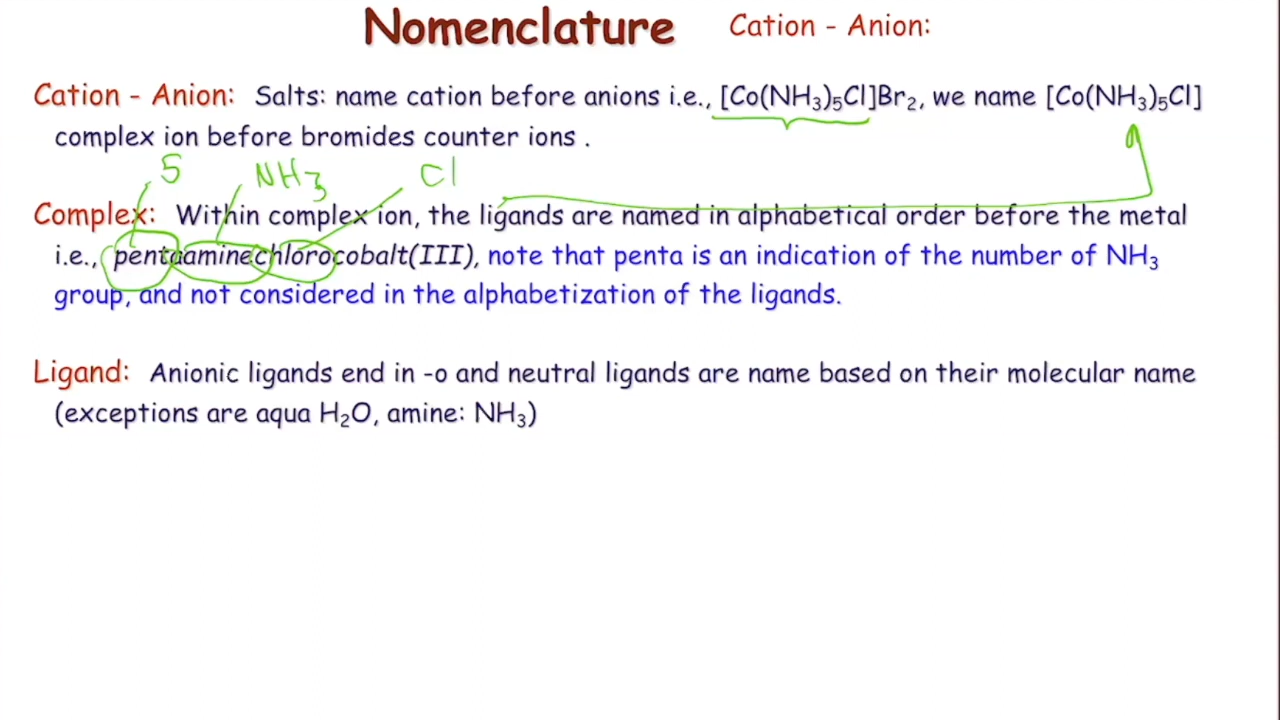 Nomenclature Cation - Anion:
Cation - Anion: Salts: name cation before anions i.e., [Co(NH₃)₅Cl]Br₂, we name [Co(NH₃)₅Cl]
complex ion before bromides counter ions .
5 NH₃ Cl
Complex: Within complex ion, the ligands are named in alphabetical order before the metal
i.e., pentaaminechlorocobalt(III), note that penta is an indication of the number of NH₃
group, and not considered in the alphabetization of the ligands.
Ligand: Anionic ligands end in -o and neutral ligands are name based on their molecular name
(exceptions are aqua H₂O, amine: NH₃)